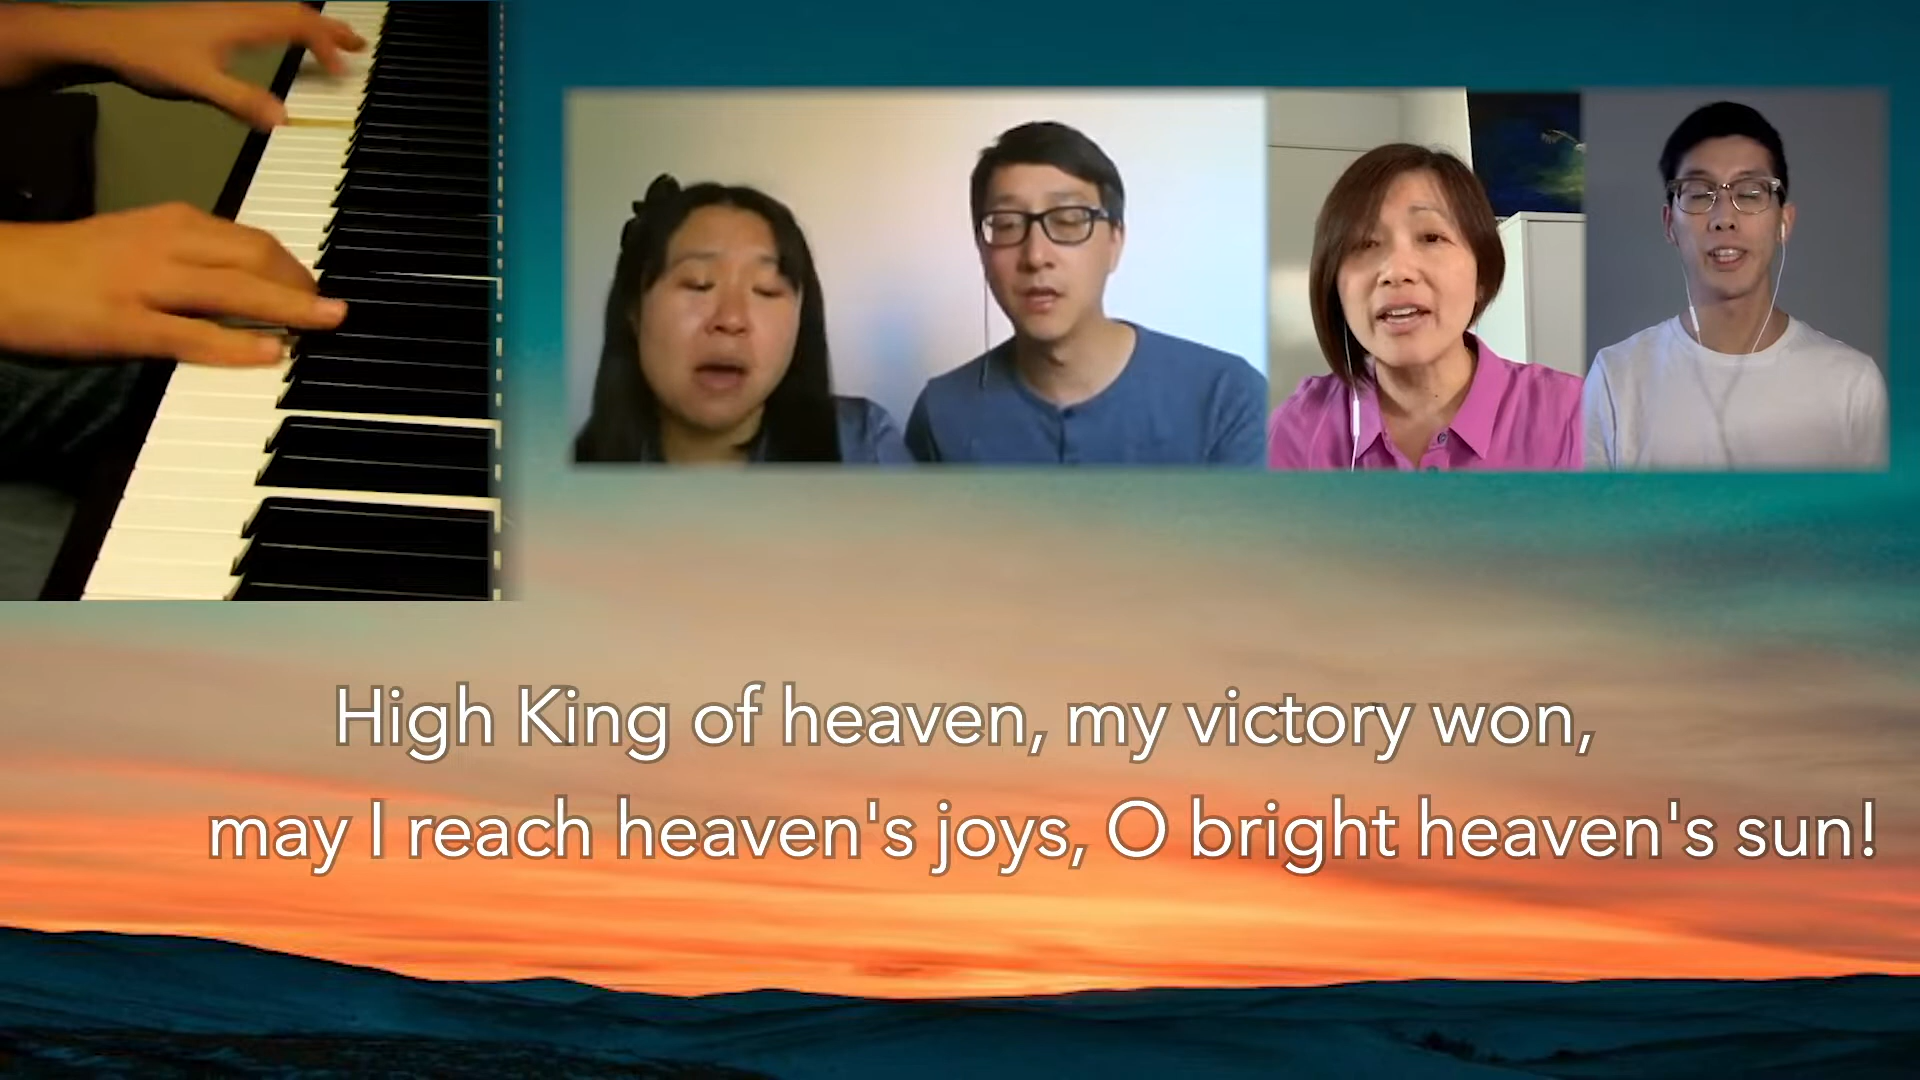 High King of heaven, my victory won,
may I reach heaven's joys, O bright heaven's sun!